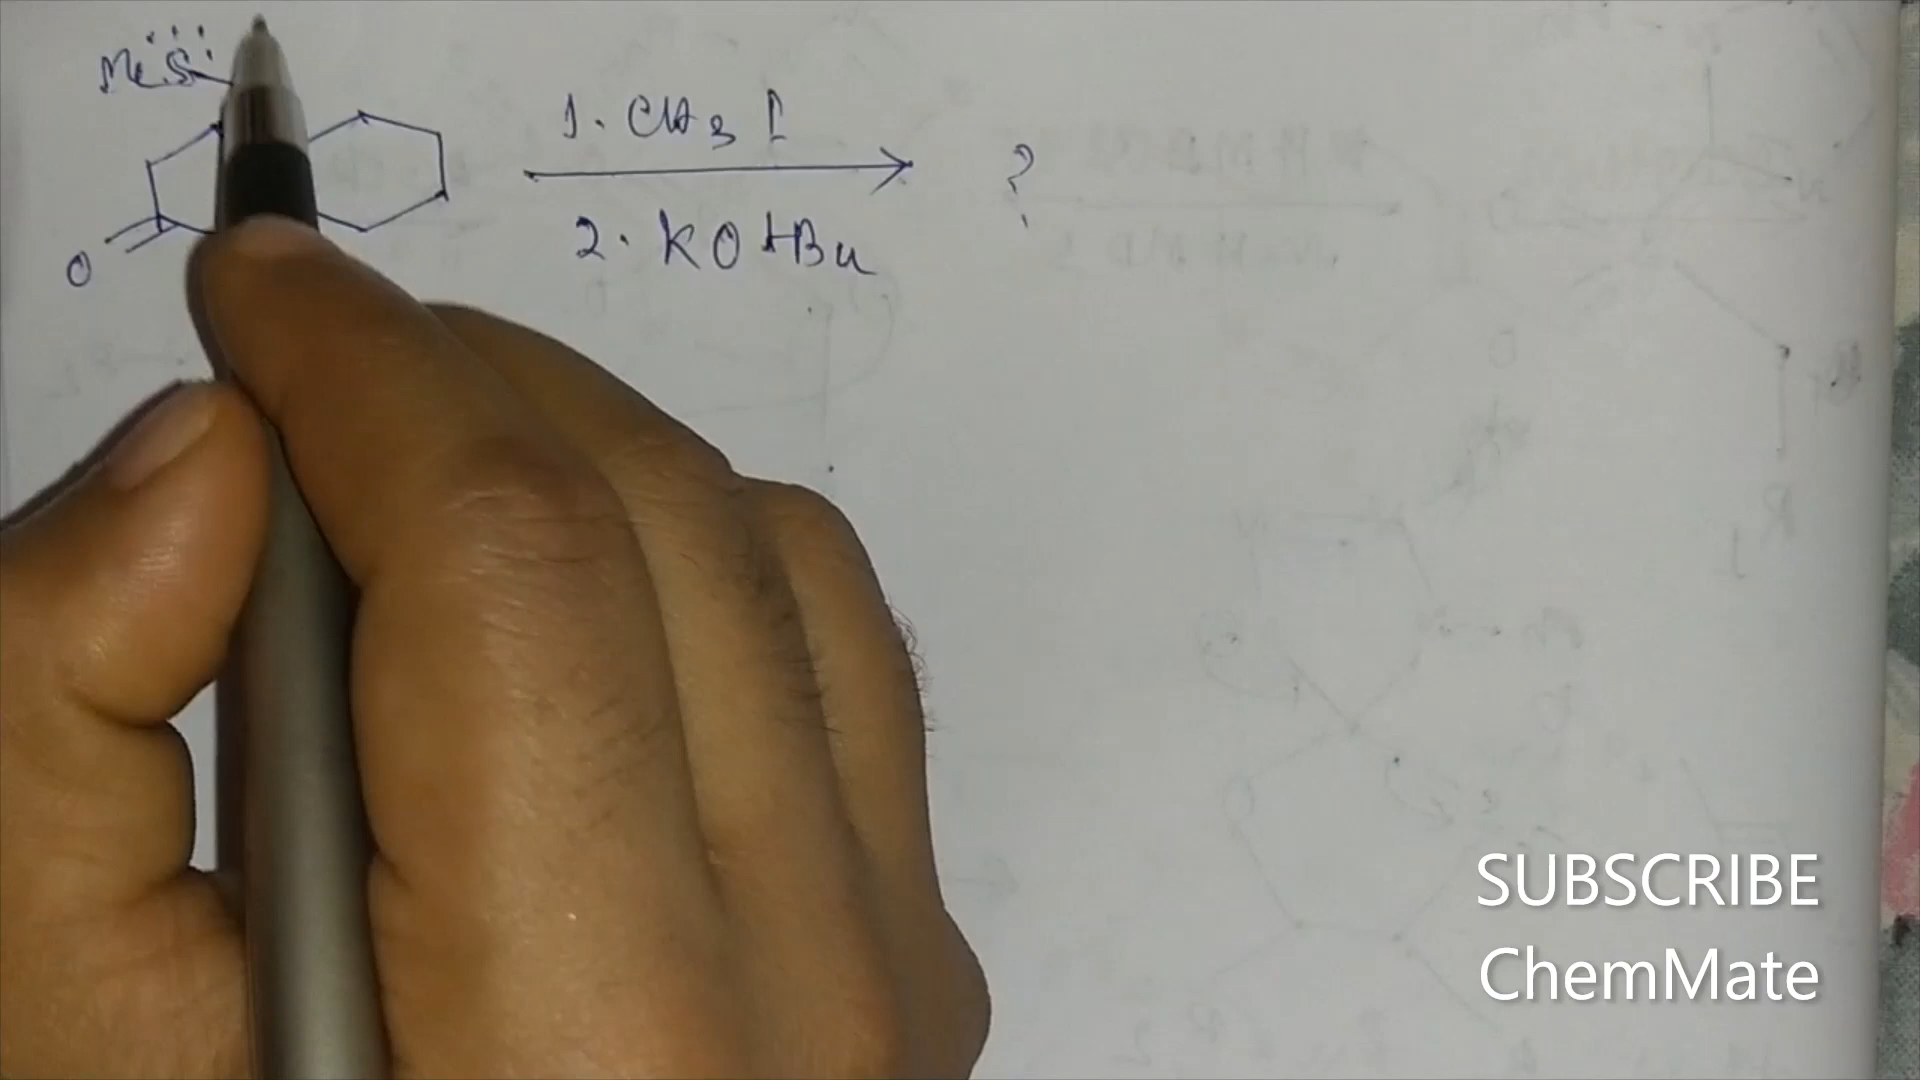 MeS
1. CH3I
?
O
2. KOtBu
SUBSCRIBE
ChemMate